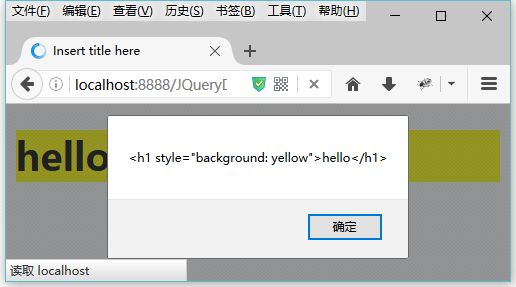 文件(F) 编辑(E) 查看(V) 历史(S) 书签(B) 工具(T) 帮助(H)
Insert title here
localhost:8888/JQuery
hello
<h1 style="background: yellow">hello</h1>
确定
读取 localhost